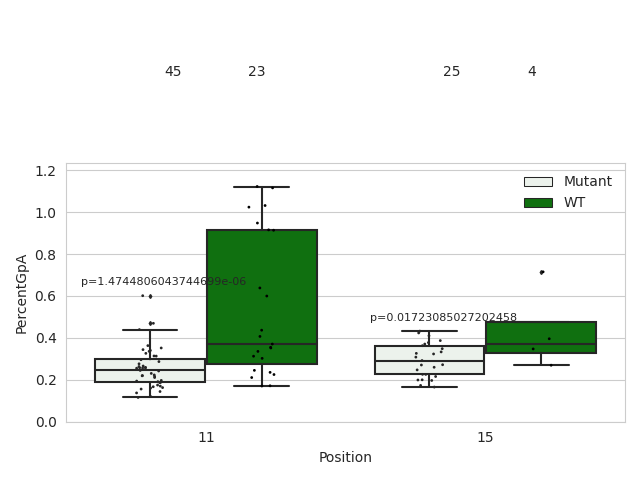 45 23 25 4
1.2
Mutant
WT
1.0
0.8
p=1.4744806043744699e-06
0.6
p=0.01723085027202458
0.4
0.2
0.0
PercentGpA
11 15
Position